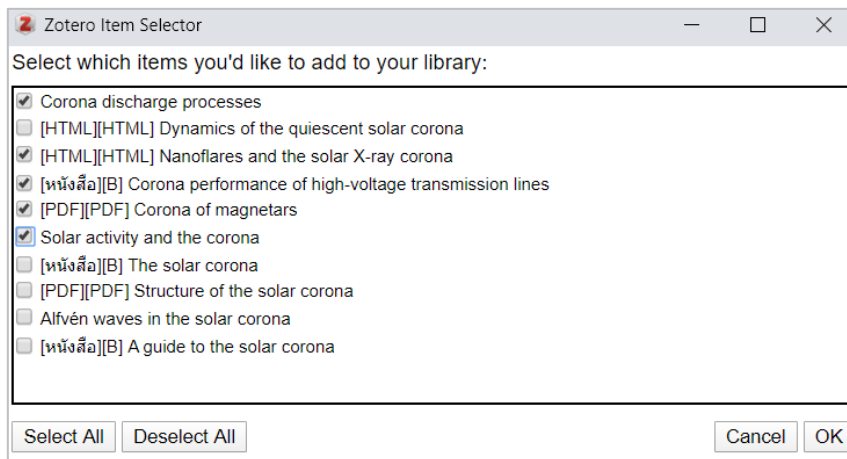 Zotero Item Selector
Select which items you'd like to add to your library:
Corona discharge processes
[HTML][HTML] Dynamics of the quiescent solar corona
[HTML][HTML] Nanoflares and the solar X-ray corona
[หนังสือ][B] Corona performance of high-voltage transmission lines
[PDF][PDF] Corona of magnetars
Solar activity and the corona
[หนังสือ][B] The solar corona
[PDF][PDF] Structure of the solar corona
Alfvén waves in the solar corona
[หนังสือ][B] A guide to the solar corona
Select All Deselect All Cancel OK